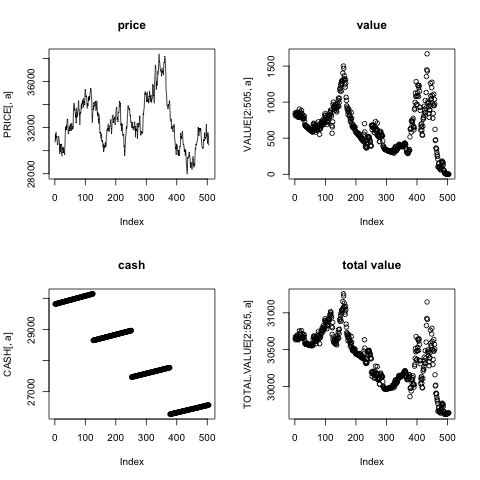 price
PRICE[, a]
28000 32000 36000
0 100 200 300 400 500
Index
value
VALUE[2:505, a]
0 500 1000 1500
0 100 200 300 400 500
Index
cash
CASH[, a]
27000 29000
0 100 200 300 400 500
Index
total value
TOTAL.VALUE[2:505, a]
30000 30500 31000
0 100 200 300 400 500
Index